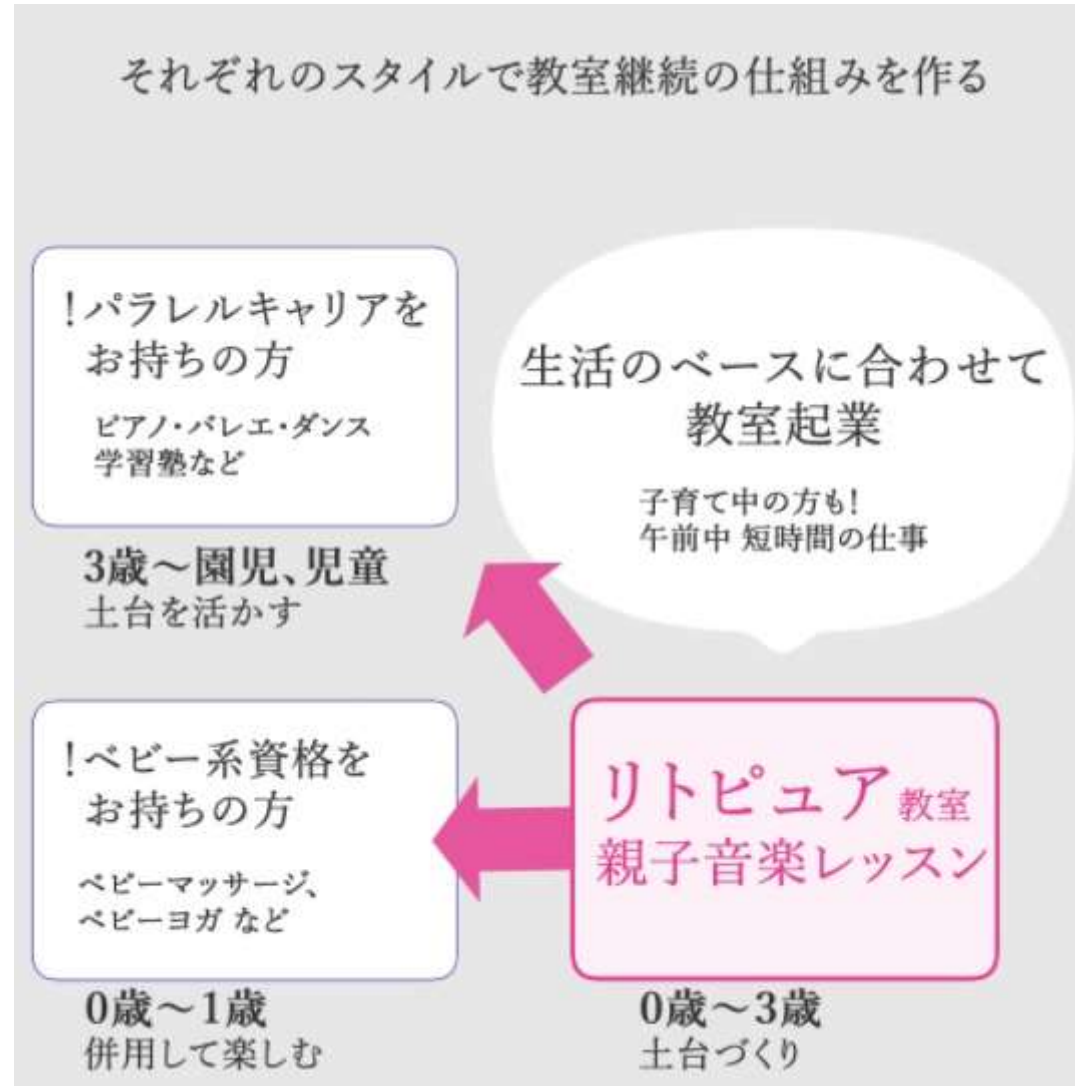 それぞれのスタイルで教室継続の仕組みを作る
！パラレルキャリアを
お持ちの方
ピアノ・バレエ・ダンス
学習塾など
3歳～園児、児童
土台を活かす
生活のベースに合わせて
教室起業
子育て中の方も！
午前中 短時間の仕事
！ベビー系資格を
お持ちの方
ベビーマッサージ、
ベビーヨガ など
0歳～1歳
併用して楽しむ
リトピュア 教室
親子音楽レッスン
0歳～3歳
土台づくり